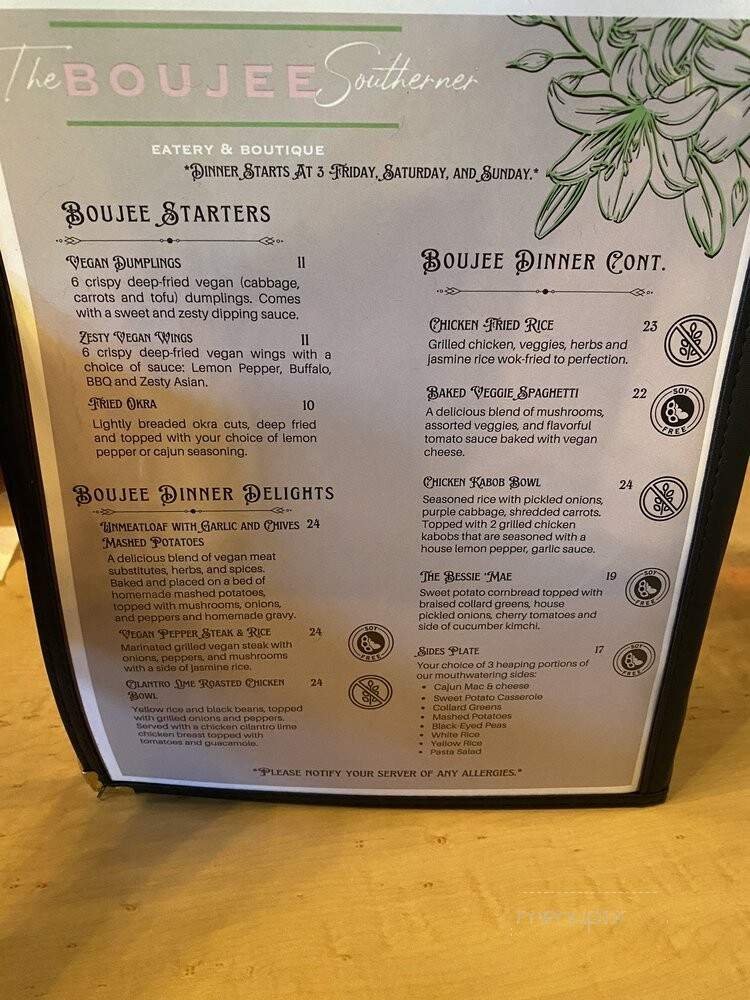 The BOUJEE Southerner
EATERY & BOUTIQUE
*Dinner Starts At 3 Friday, Saturday, and Sunday.*
Boujee Starters
Vegan Dumplings 11
6 crispy deep-fried vegan (cabbage,
carrots and tofu) dumplings. Comes
with a sweet and zesty dipping sauce.
Zesty Vegan Wings 11
6 crispy deep-fried vegan wings with a
choice of sauce: Lemon Pepper, Buffalo,
BBQ and Zesty Asian.
Fried Okra 10
Lightly breaded okra cuts, deep fried
and topped with your choice of lemon
pepper or cajun seasoning.
Boujee Dinner Delights
Unmeatloaf with Garlic and Chives 24
Mashed Potatoes
A delicious blend of vegan meat
substitutes, herbs, and spices.
Baked and placed on a bed of
homemade mashed potatoes,
topped with mushrooms, onions,
and peppers and homemade gravy.
Vegan Pepper Steak & Rice 24
SOY
FREE
Marinated grilled vegan steak with
onions, peppers, and mushrooms
with a side of jasmine rice.
Cilantro Lime Roasted Chicken 24
Bowl
Yellow rice and black beans, topped
with grilled onions and peppers.
Served with a chicken cilantro lime
chicken breast topped with
tomatoes and guacamole.
Boujee Dinner Cont.
Chicken Fried Rice 23
Grilled chicken, veggies, herbs and
jasmine rice wok-fried to perfection.
Baked Veggie Spaghetti 22
SOY
FREE
A delicious blend of mushrooms,
assorted veggies, and flavorful
tomato sauce baked with vegan
cheese.
Chicken Kabob Bowl 24
Seasoned rice with pickled onions,
purple cabbage, shredded carrots.
Topped with 2 grilled chicken
kabobs that are seasoned with a
house lemon pepper, garlic sauce.
The Bessie Mae 19
SOY
FREE
Sweet potato cornbread topped with
braised collard greens, house
pickled onions, cherry tomatoes and
side of cucumber kimchi.
Sides Plate 17
SOY
FREE
Your choice of 3 heaping portions of
our mouthwatering sides:
• Cajun Mac & cheese
• Sweet Potato Casserole
• Collard Greens
• Mashed Potatoes
• Black-Eyed Peas
• White Rice
• Yellow Rice
• Pasta Salad
*Please notify your server of any allergies.*
menupix